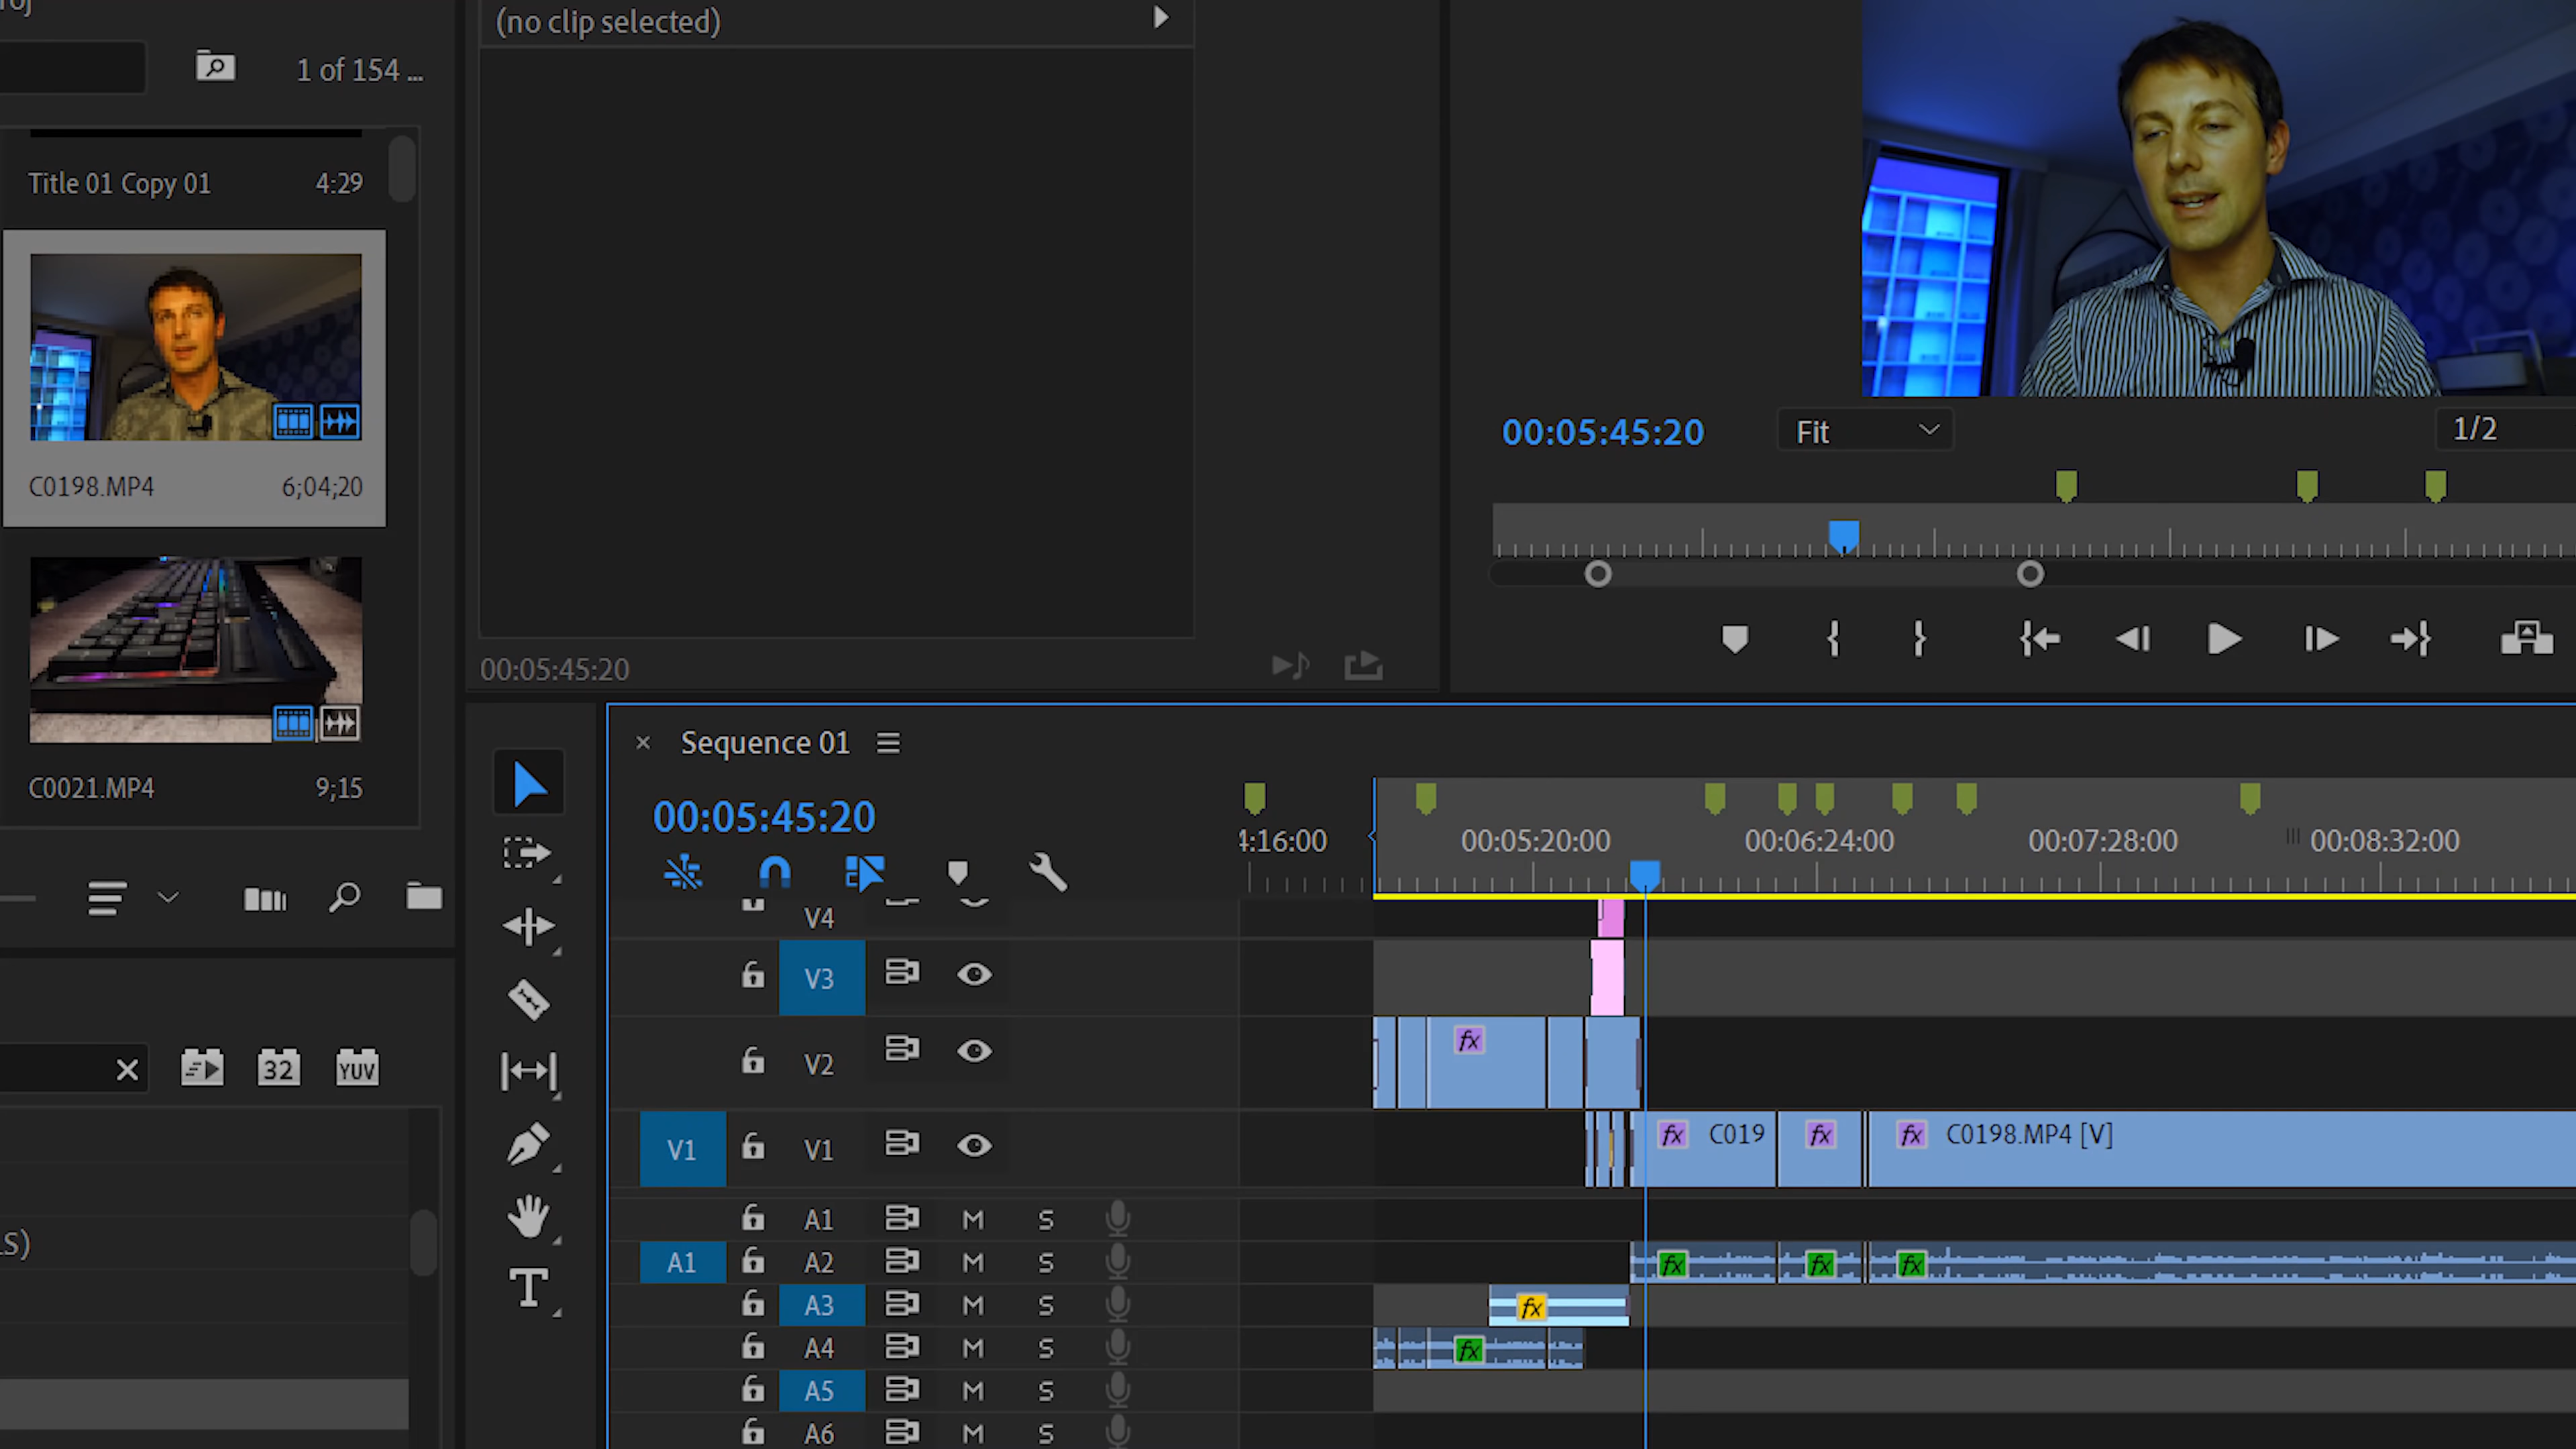 (no clip selected)
1 of 154 ...
Title 01 Copy 01 4:29
C0198.MP4 6;04;20
C0021.MP4 9;15
00:05:45:20
00:05:45:20 Fit 1/2
× Sequence 01
00:05:45:20
4:16:00 00:05:20:00 00:06:24:00 00:07:28:00 00:08:32:00
32 YUV
V4
V3
V2 fx
V1 V1 fx C019 fx fx C0198.MP4 [V]
A1 M S
A1 A2 M S fx fx fx
A3 M S fx
A4 M S fx
A5 M S
A6 M S
T